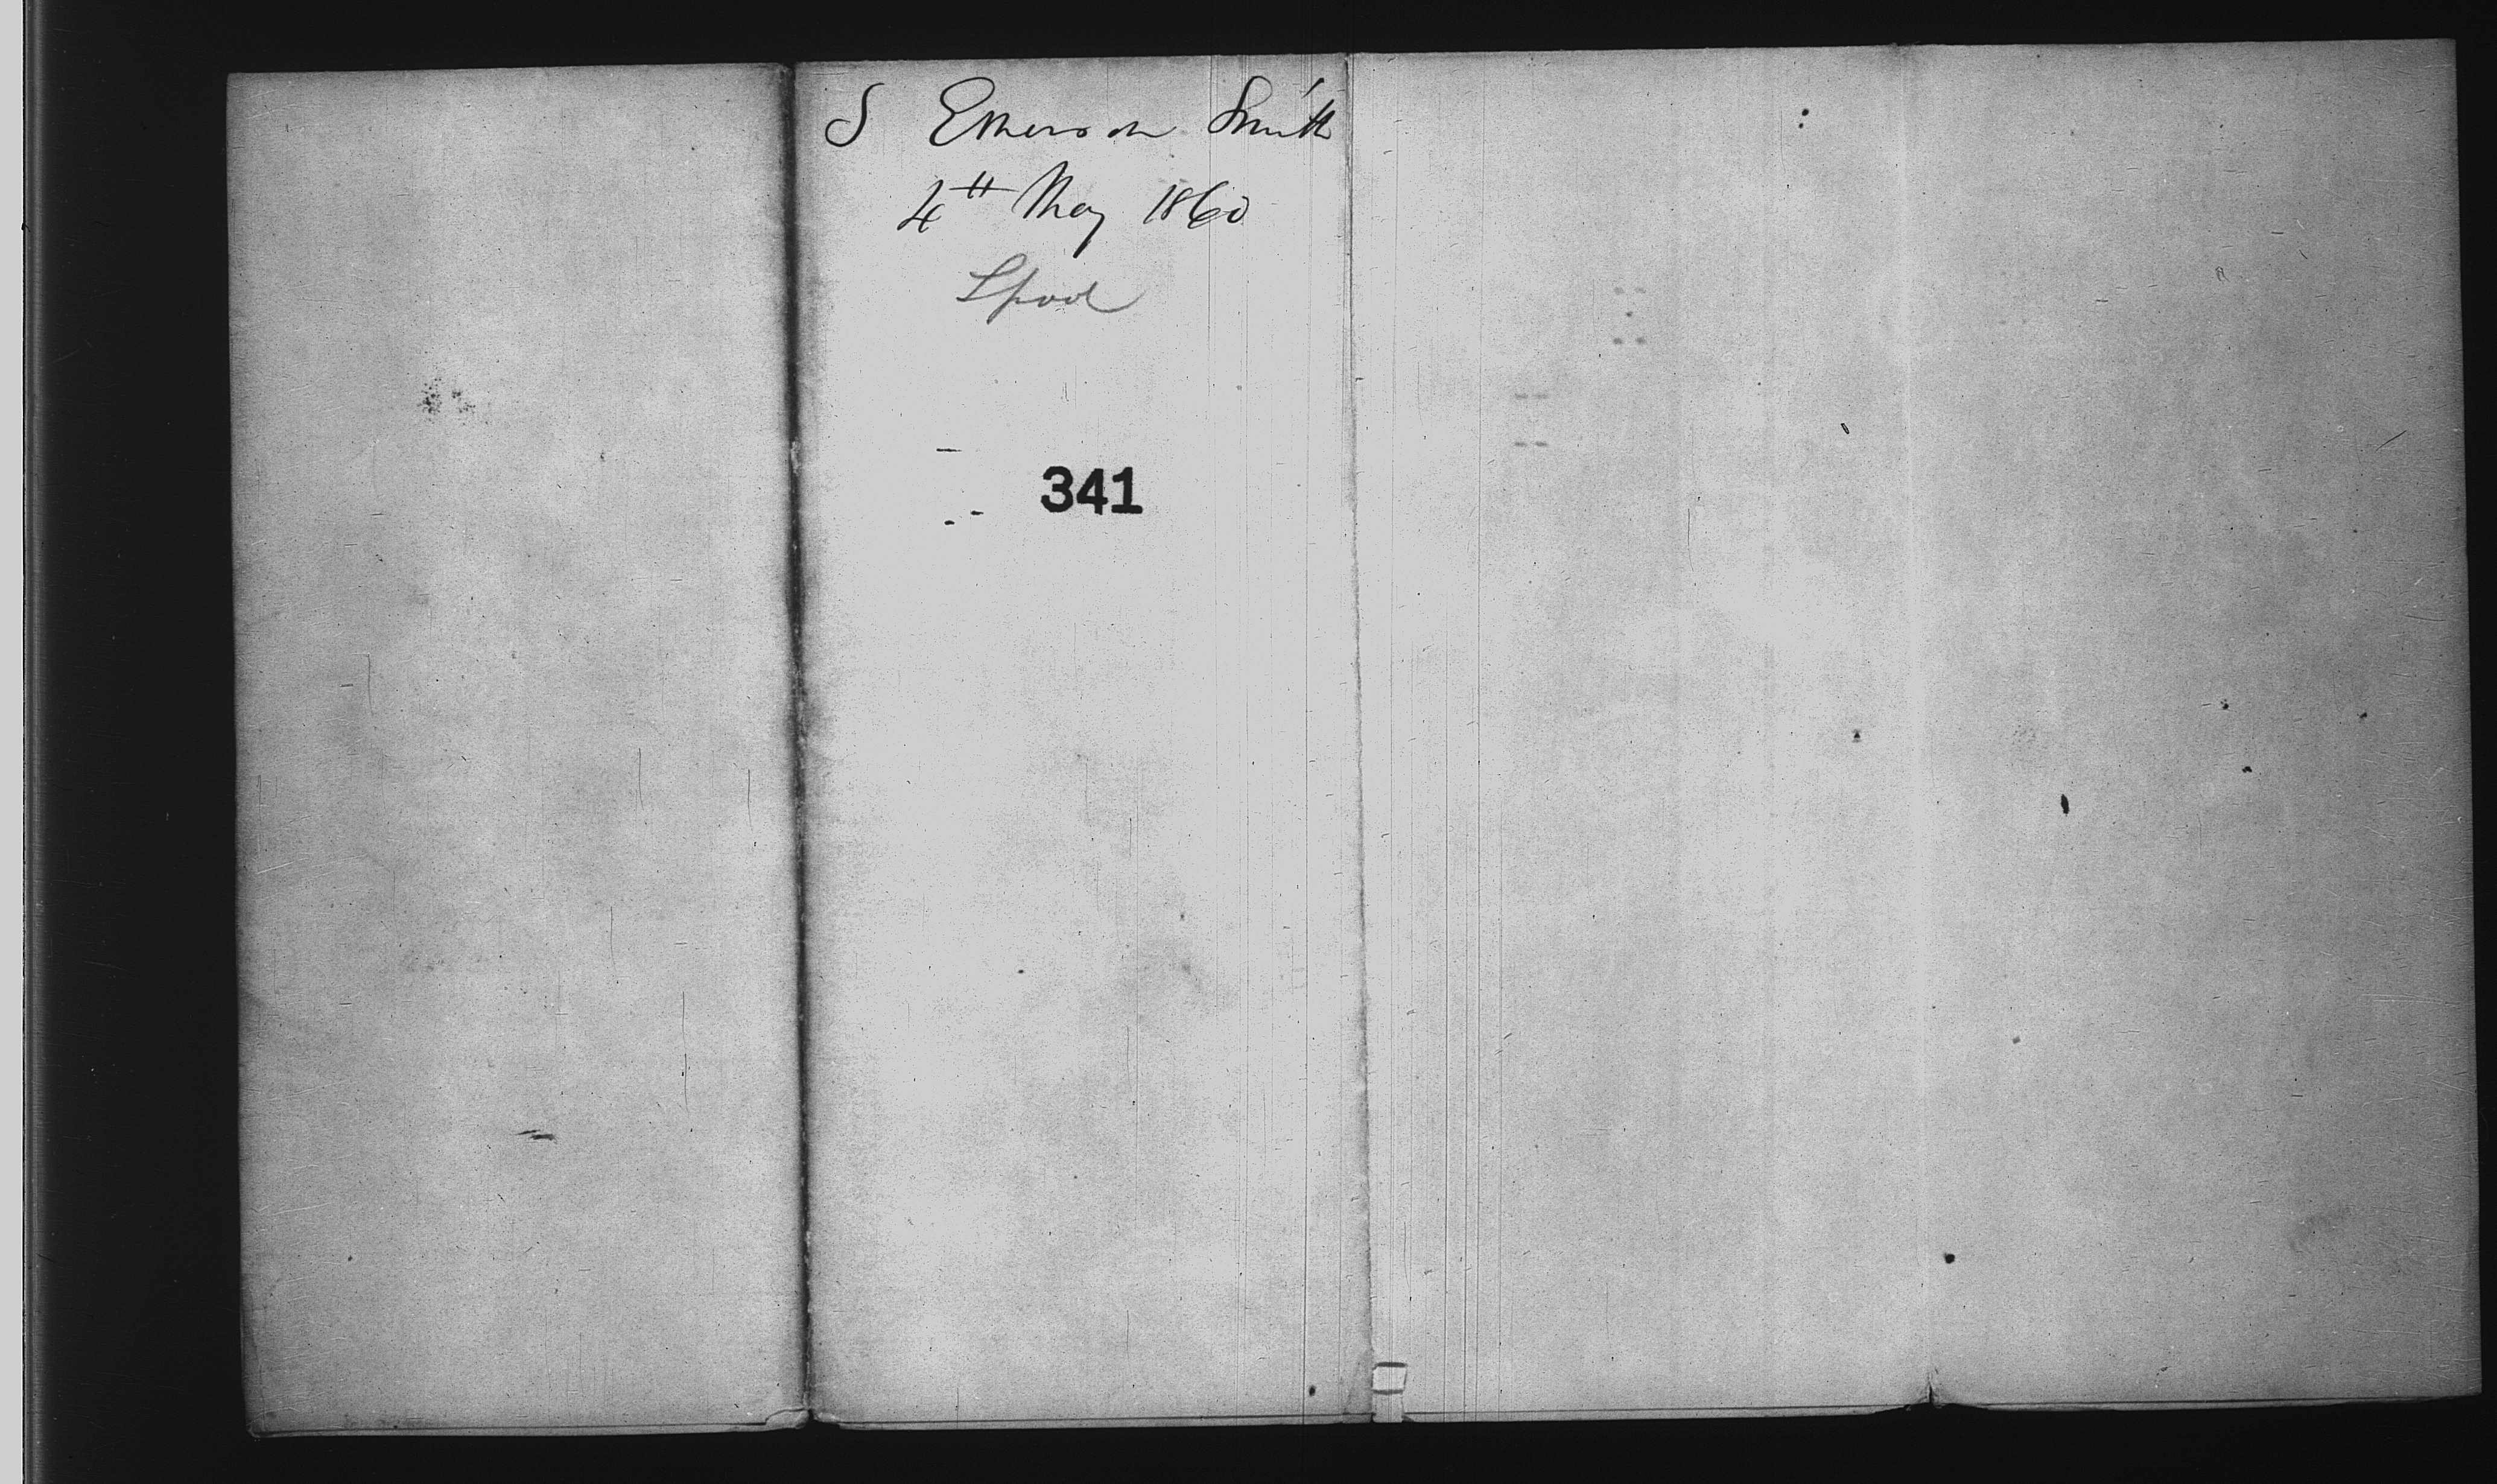 S Emerson Smith
4th May 1860
Lpool
341